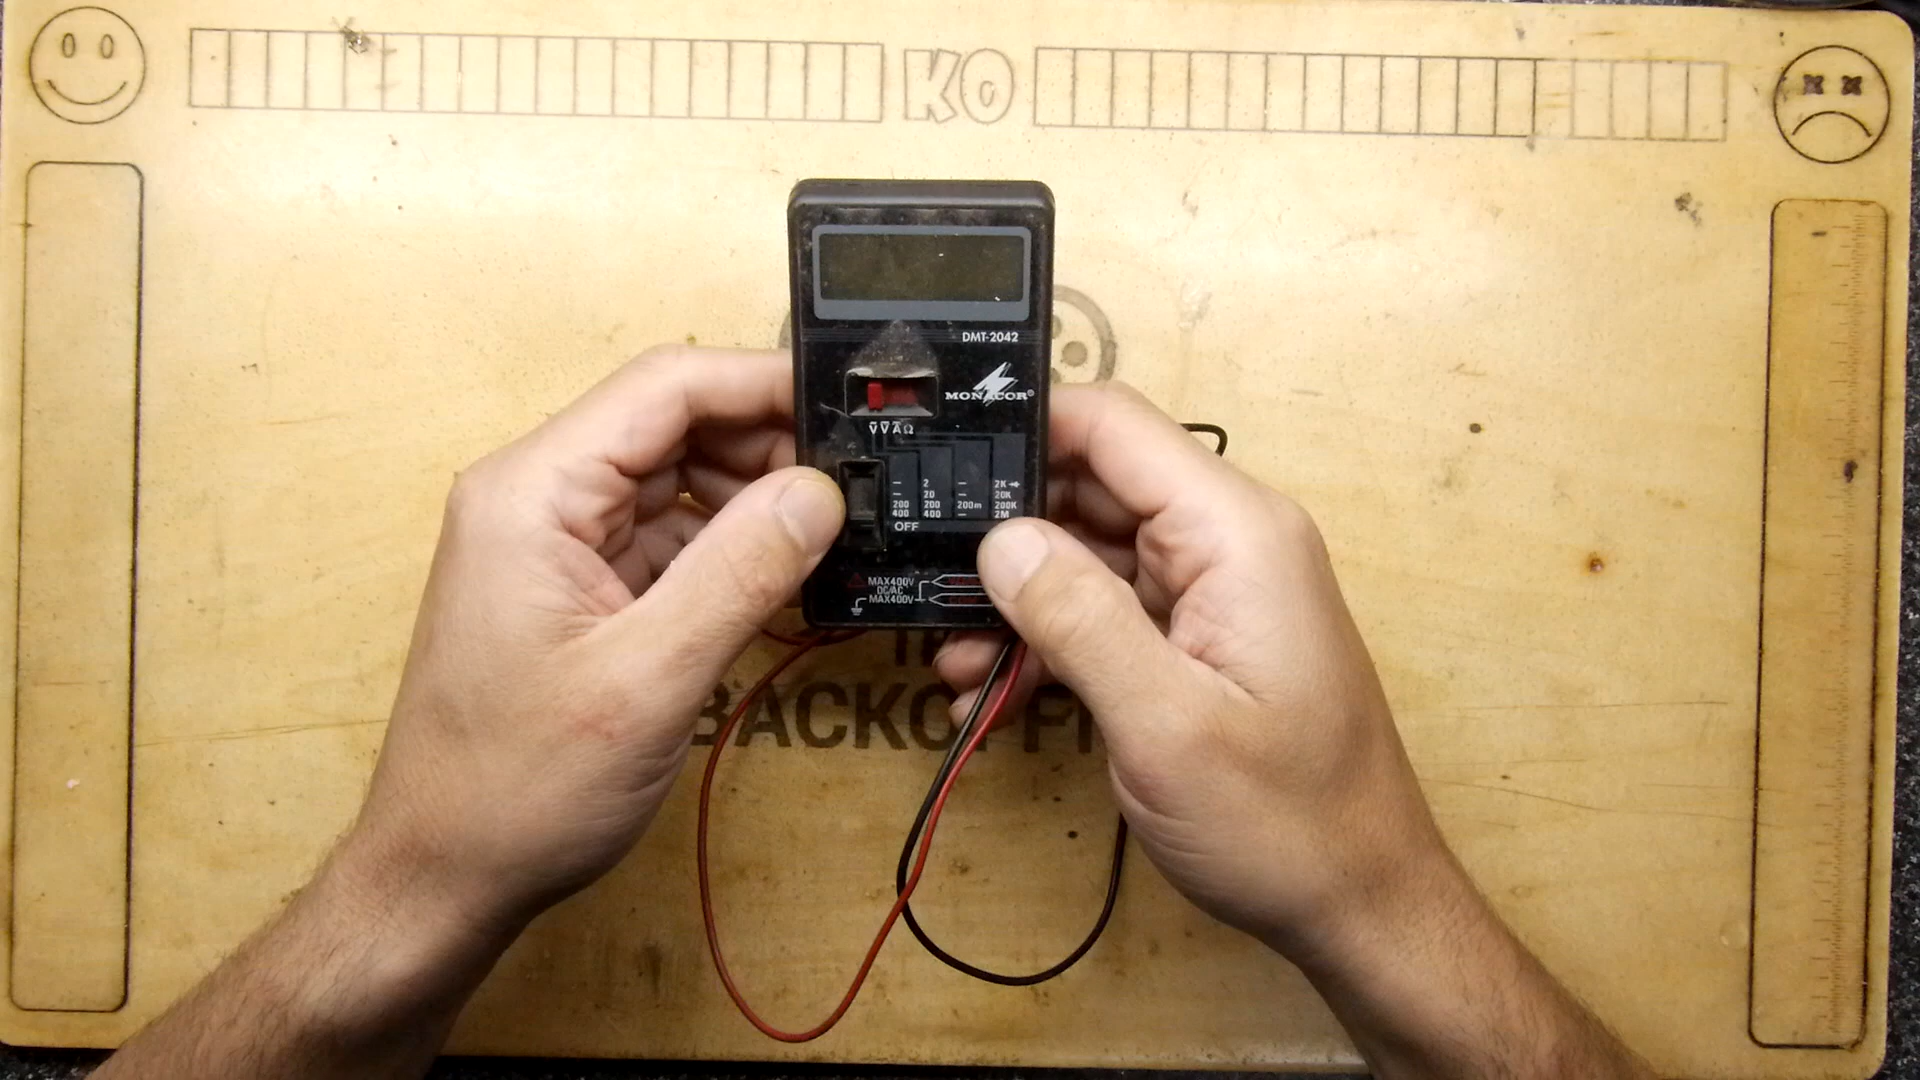 KO
DMT-2042
MONACOR®
V V A Ω
— 2 — 2K
— 20 — 20K
200 200 200m 200K
400 400 — 2M
OFF
MAX400V
DC/AC
MAX400V
BACKOFFI